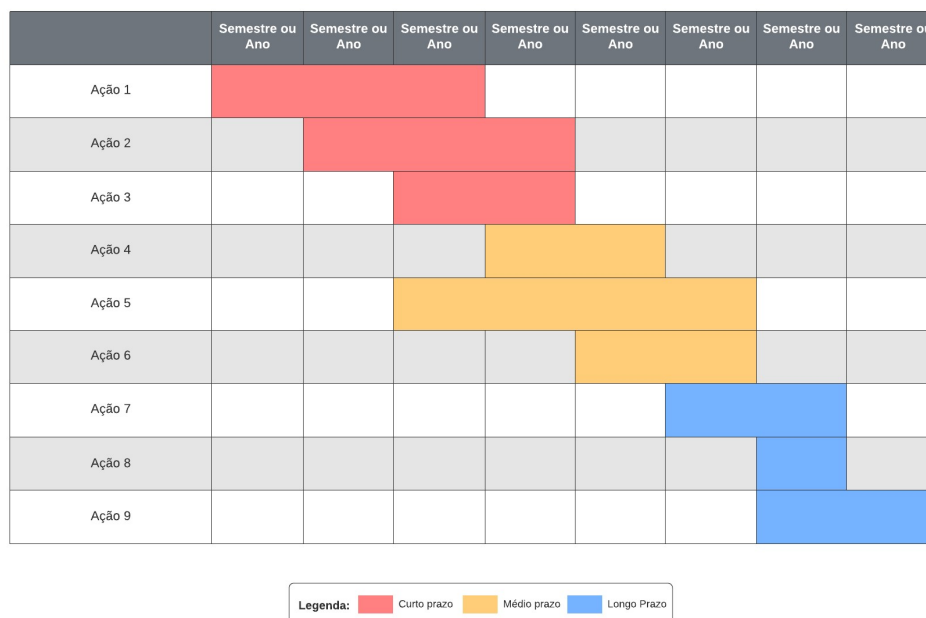 Semestre ou Semestre ou Semestre ou Semestre ou Semestre ou Semestre ou Semestre ou Semestre ou
Ano Ano Ano Ano Ano Ano Ano Ano
Ação 1
Ação 2
Ação 3
Ação 4
Ação 5
Ação 6
Ação 7
Ação 8
Ação 9
Legenda: Curto prazo Médio prazo Longo Prazo